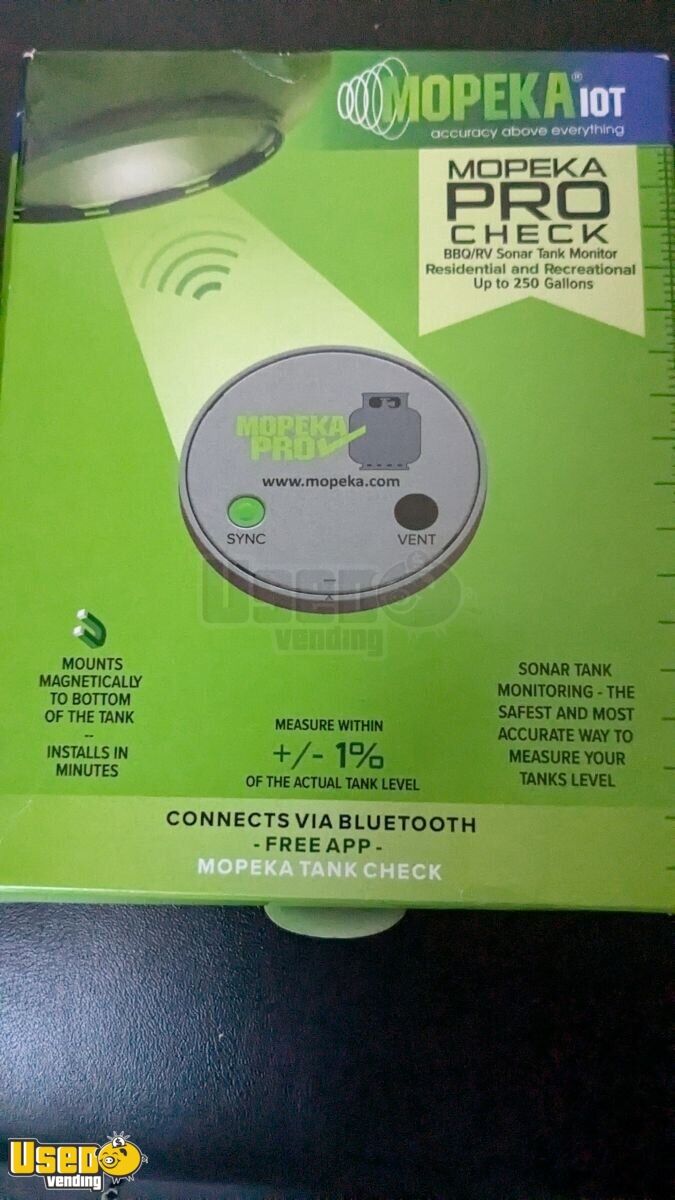 MOPEKA® IOT
accuracy above everything
MOPEKA
PRO
CHECK
BBQ/RV Sonar Tank Monitor
Residential and Recreational
Up to 250 Gallons
MOPEKA
PRO
www.mopeka.com
SYNC
VENT
USED
vending
MOUNTS
MAGNETICALLY
TO BOTTOM
OF THE TANK
--
INSTALLS IN
MINUTES
MEASURE WITHIN
+/- 1%
OF THE ACTUAL TANK LEVEL
SONAR TANK
MONITORING - THE
SAFEST AND MOST
ACCURATE WAY TO
MEASURE YOUR
TANKS LEVEL
CONNECTS VIA BLUETOOTH
- FREE APP -
MOPEKA TANK CHECK
USED
vending